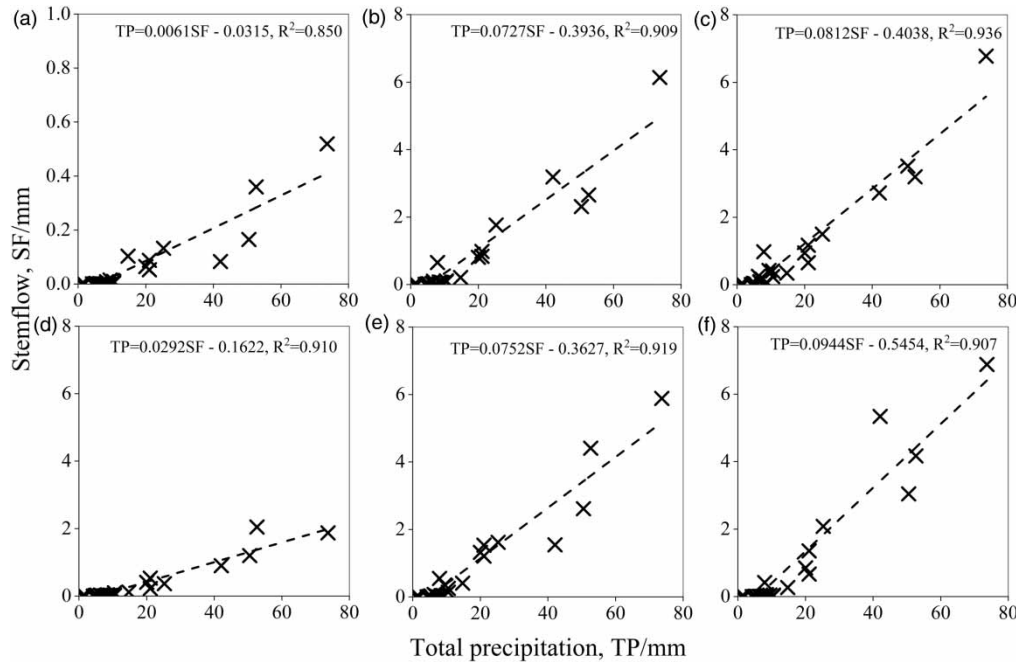 (a)
TP=0.0061SF - 0.0315, R²=0.850
1.0
0.8
0.6
0.4
0.2
0.0
0 20 40 60 80
(b)
TP=0.0727SF - 0.3936, R²=0.909
8
6
4
2
0
0 20 40 60 80
(c)
TP=0.0812SF - 0.4038, R²=0.936
8
6
4
2
0
0 20 40 60 80
Stemflow, SF/mm
(d)
TP=0.0292SF - 0.1622, R²=0.910
8
6
4
2
0
0 20 40 60 80
(e)
TP=0.0752SF - 0.3627, R²=0.919
8
6
4
2
0
0 20 40 60 80
(f)
TP=0.0944SF - 0.5454, R²=0.907
8
6
4
2
0
0 20 40 60 80
Total precipitation, TP/mm